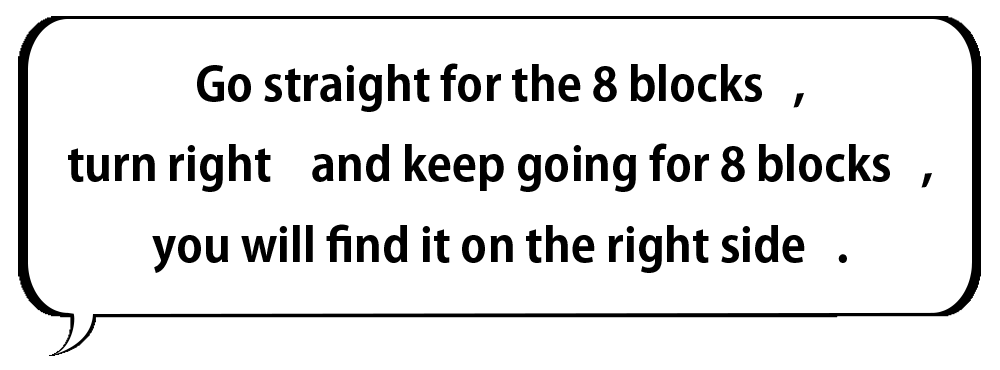 Go straight for the 8 blocks ,
turn right and keep going for 8 blocks ,
you will find it on the right side .